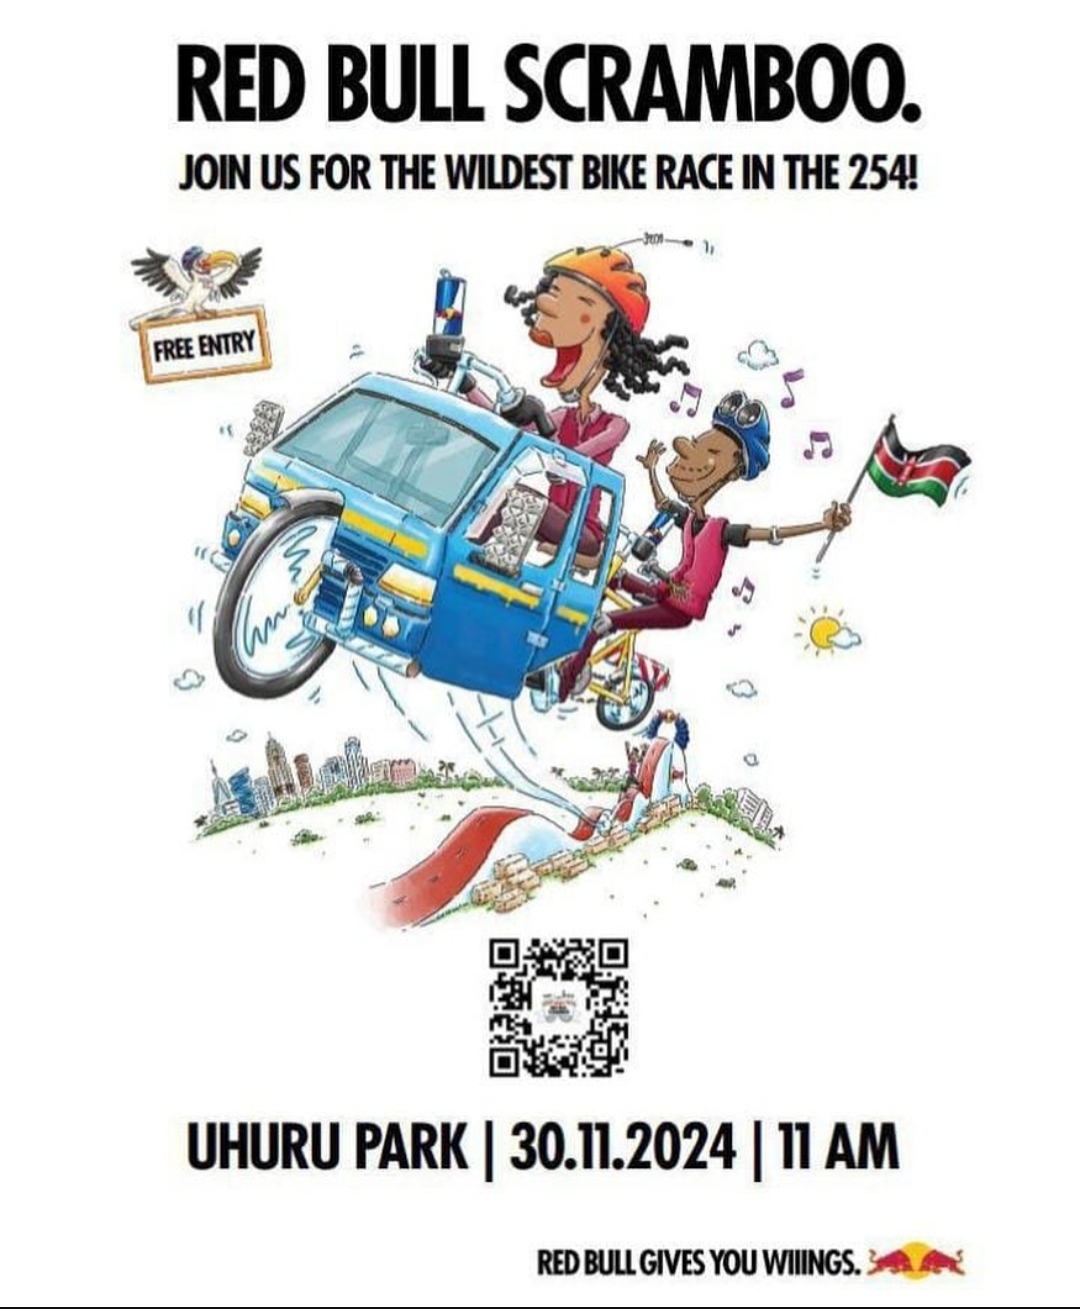 RED BULL SCRAMBOO.
JOIN US FOR THE WILDEST BIKE RACE IN THE 254!
FREE ENTRY
UHURU PARK | 30.11.2024 | 11 AM
RED BULL GIVES YOU WIIINGS.